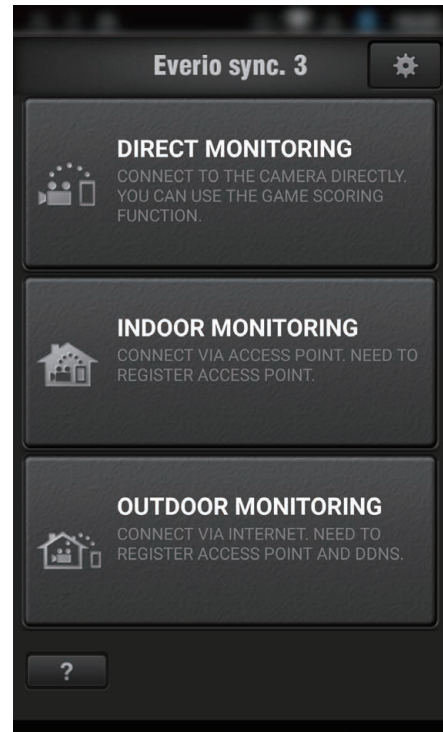 Everio sync. 3
DIRECT MONITORING
CONNECT TO THE CAMERA DIRECTLY.
YOU CAN USE THE GAME SCORING
FUNCTION.
INDOOR MONITORING
CONNECT VIA ACCESS POINT. NEED TO
REGISTER ACCESS POINT.
OUTDOOR MONITORING
CONNECT VIA INTERNET. NEED TO
REGISTER ACCESS POINT AND DDNS.
?